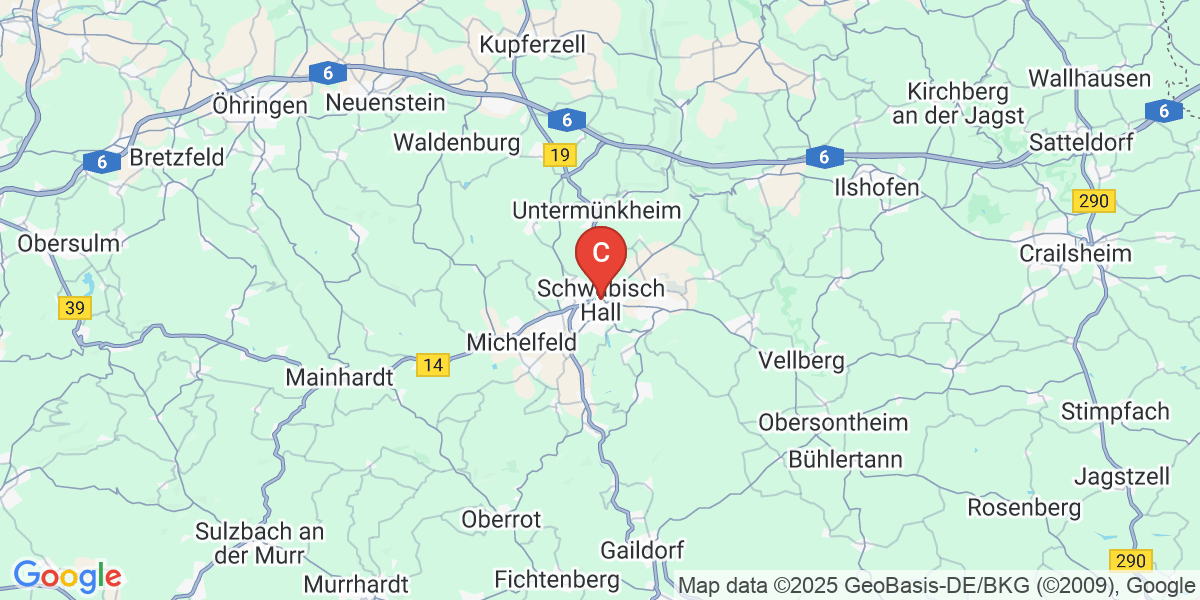 Kupferzell
6
Öhringen
Neuenstein
Wallhausen
Kirchberg
an der Jagst
6
6
Waldenburg
Satteldorf
19
6
Bretzfeld
6
Ilshofen
290
Untermünkheim
Obersulm
C
Crailsheim
Schwäbisch
Hall
39
Michelfeld
14
Vellberg
Mainhardt
Stimpfach
Obersontheim
Bühlertann
Jagstzell
Rosenberg
Oberrot
Sulzbach an
der Murr
Gaildorf
290
Google
Murrhardt
Fichtenberg
Map data ©2025 GeoBasis-DE/BKG (©2009), Google